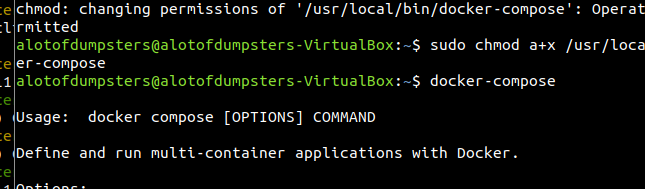 chmod: changing permissions of '/usr/local/bin/docker-compose': Operat
rmitted
alotofdumpsters@alotofdumpsters-VirtualBox:~$ sudo chmod a+x /usr/loca
er-compose
alotofdumpsters@alotofdumpsters-VirtualBox:~$ docker-compose
Usage:  docker compose [OPTIONS] COMMAND
Define and run multi-container applications with Docker.
Options: